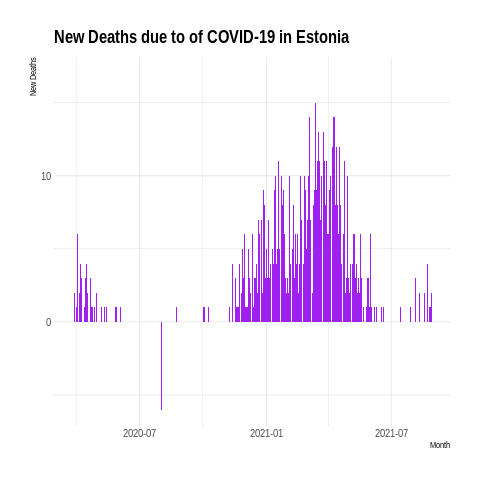 New Deaths due to of COVID-19 in Estonia
New Deaths
10
0
2020-07
2021-01
2021-07
Month